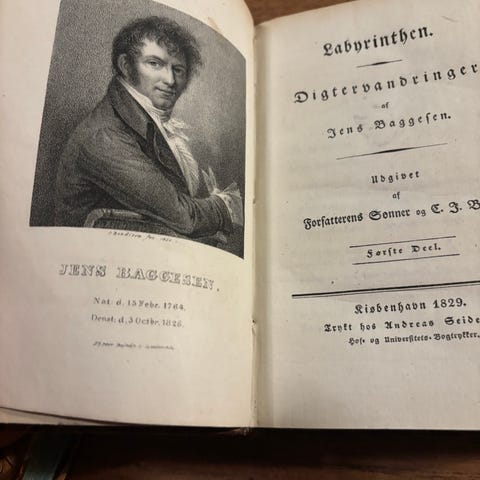 JENS BAGGESEN.
Nat: d. 15 Febr. 1764.
Denat: d. 3 Octbr. 1826.
Labyrinthen.
Digtervandringer
af
Jens Baggesen.
Udgivet
af
Forfatterens Sønner og C. J. B
Første Deel.
Kiøbenhavn 1829.
Trykt hos Andreas Seide
Hof- og Universitets-Bogtrykker.